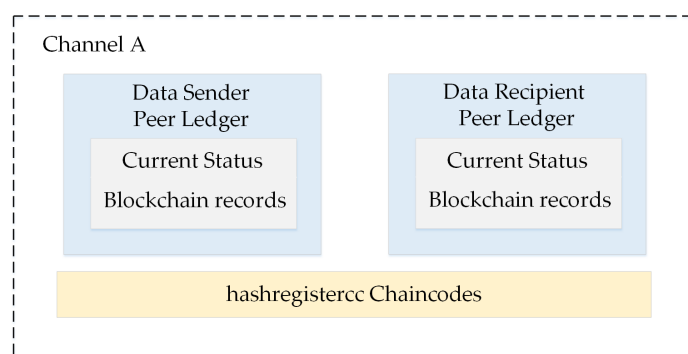 Channel A
Data Sender
Peer Ledger
Current Status
Blockchain records
Data Recipient
Peer Ledger
Current Status
Blockchain records
hashregistercc Chaincodes